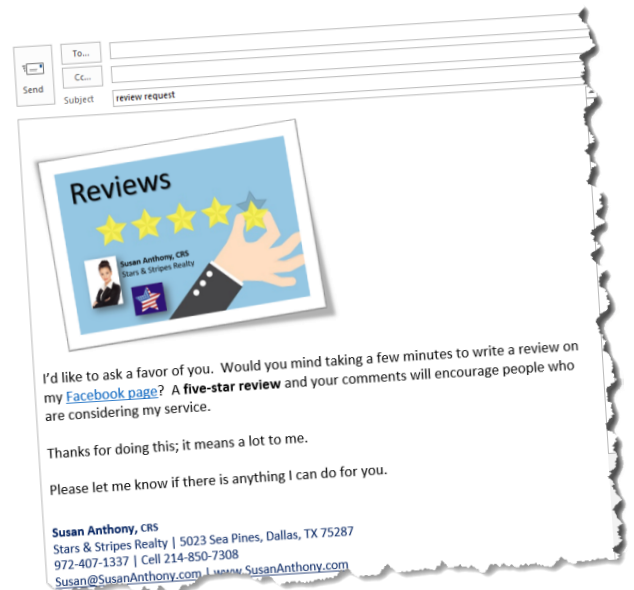 To...
Cc...
Send
Subject
review request
Reviews
Susan Anthony, CRS
Stars & Stripes Realty
I'd like to ask a favor of you.  Would you mind taking a few minutes to write a review on
my Facebook page?  A five-star review and your comments will encourage people who
are considering my service.
Thanks for doing this; it means a lot to me.
Please let me know if there is anything I can do for you.
Susan Anthony, CRS
Stars & Stripes Realty | 5023 Sea Pines, Dallas, TX 75287
972-407-1337 | Cell 214-850-7308
Susan@SusanAnthony.com | www.SusanAnthony.com